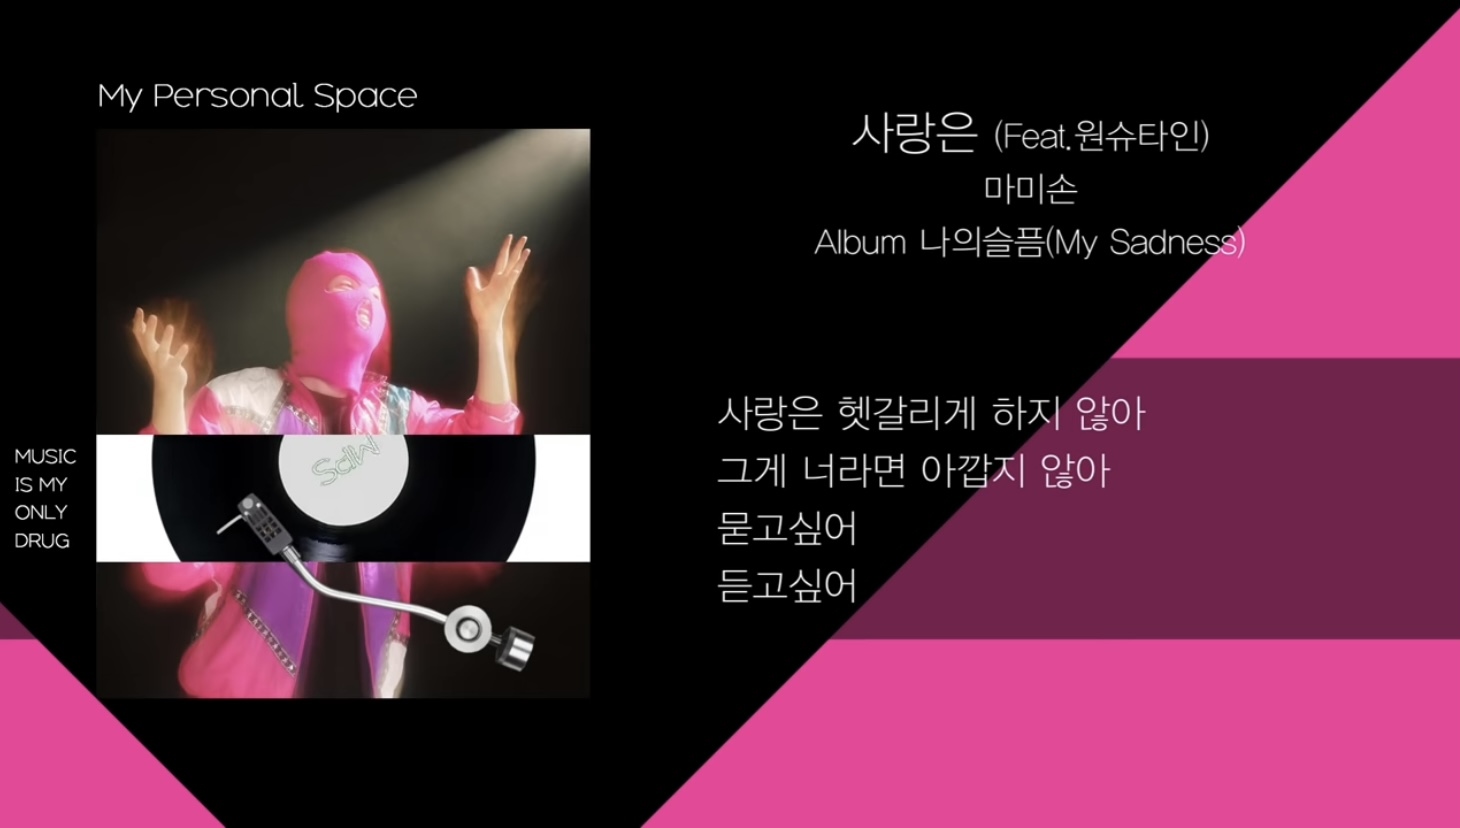 My Personal Space
MUSIC
IS MY
ONLY
DRUG
MPS
사랑은 (Feat.원슈타인)
마미손
Album 나의슬픔(My Sadness)
사랑은 헷갈리게 하지 않아
그게 너라면 아깝지 않아
묻고싶어
듣고싶어